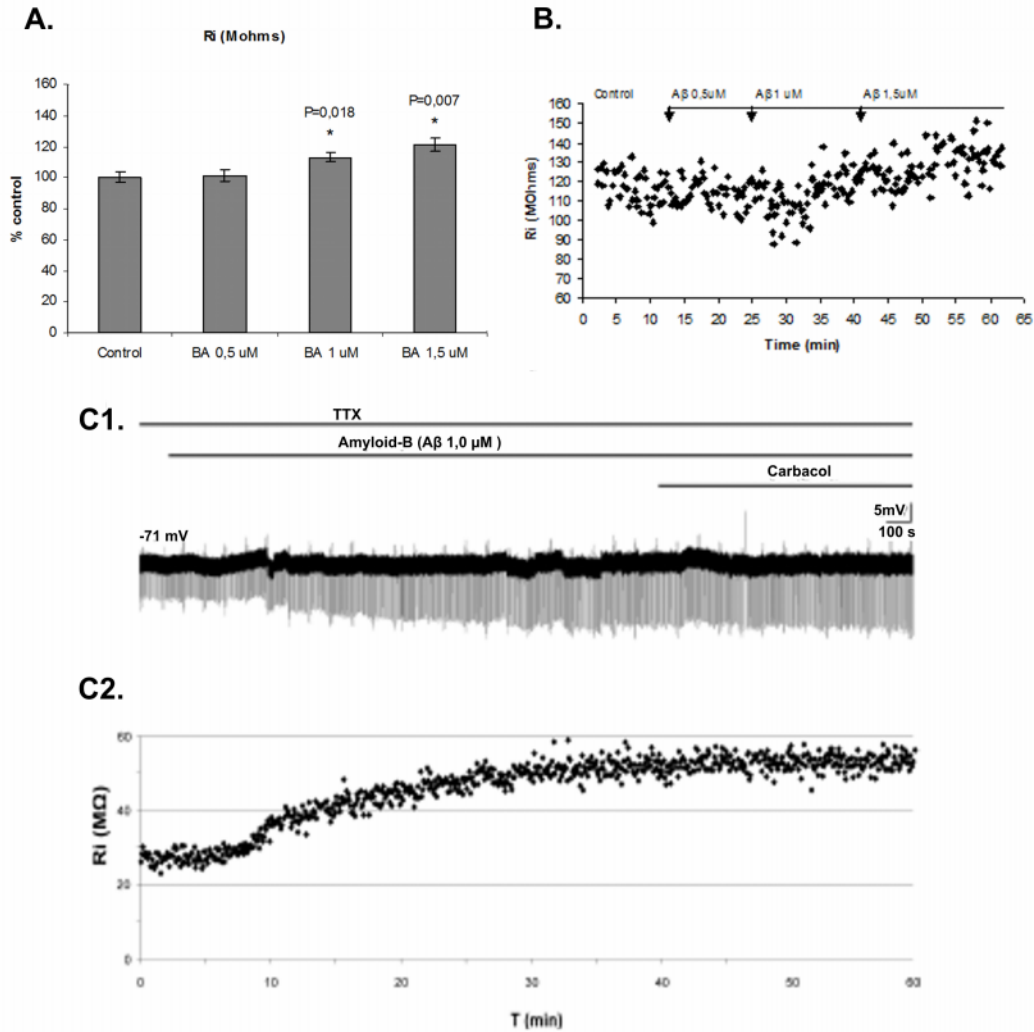 A.
Ri (Mohms)
160
140
120
100
80
60
40
20
0
% control
P=0,018
*
P=0,007
*
Control
BA 0,5 uM
BA 1 uM
BA 1,5 uM
B.
Control
Aβ 0,5uM
Aβ 1 uM
Aβ 1,5uM
160
150
140
130
120
110
100
90
80
70
60
Ri (MOhms)
0 5 10 15 20 25 30 35 40 45 50 55 60 65
Time (min)
C1.
TTX
Amyloid-B (Aβ 1,0 µM )
Carbacol
-71 mV
5mV
100 s
C2.
60
40
20
0
Ri (MΩ)
0 10 20 30 40 50 60
T (min)